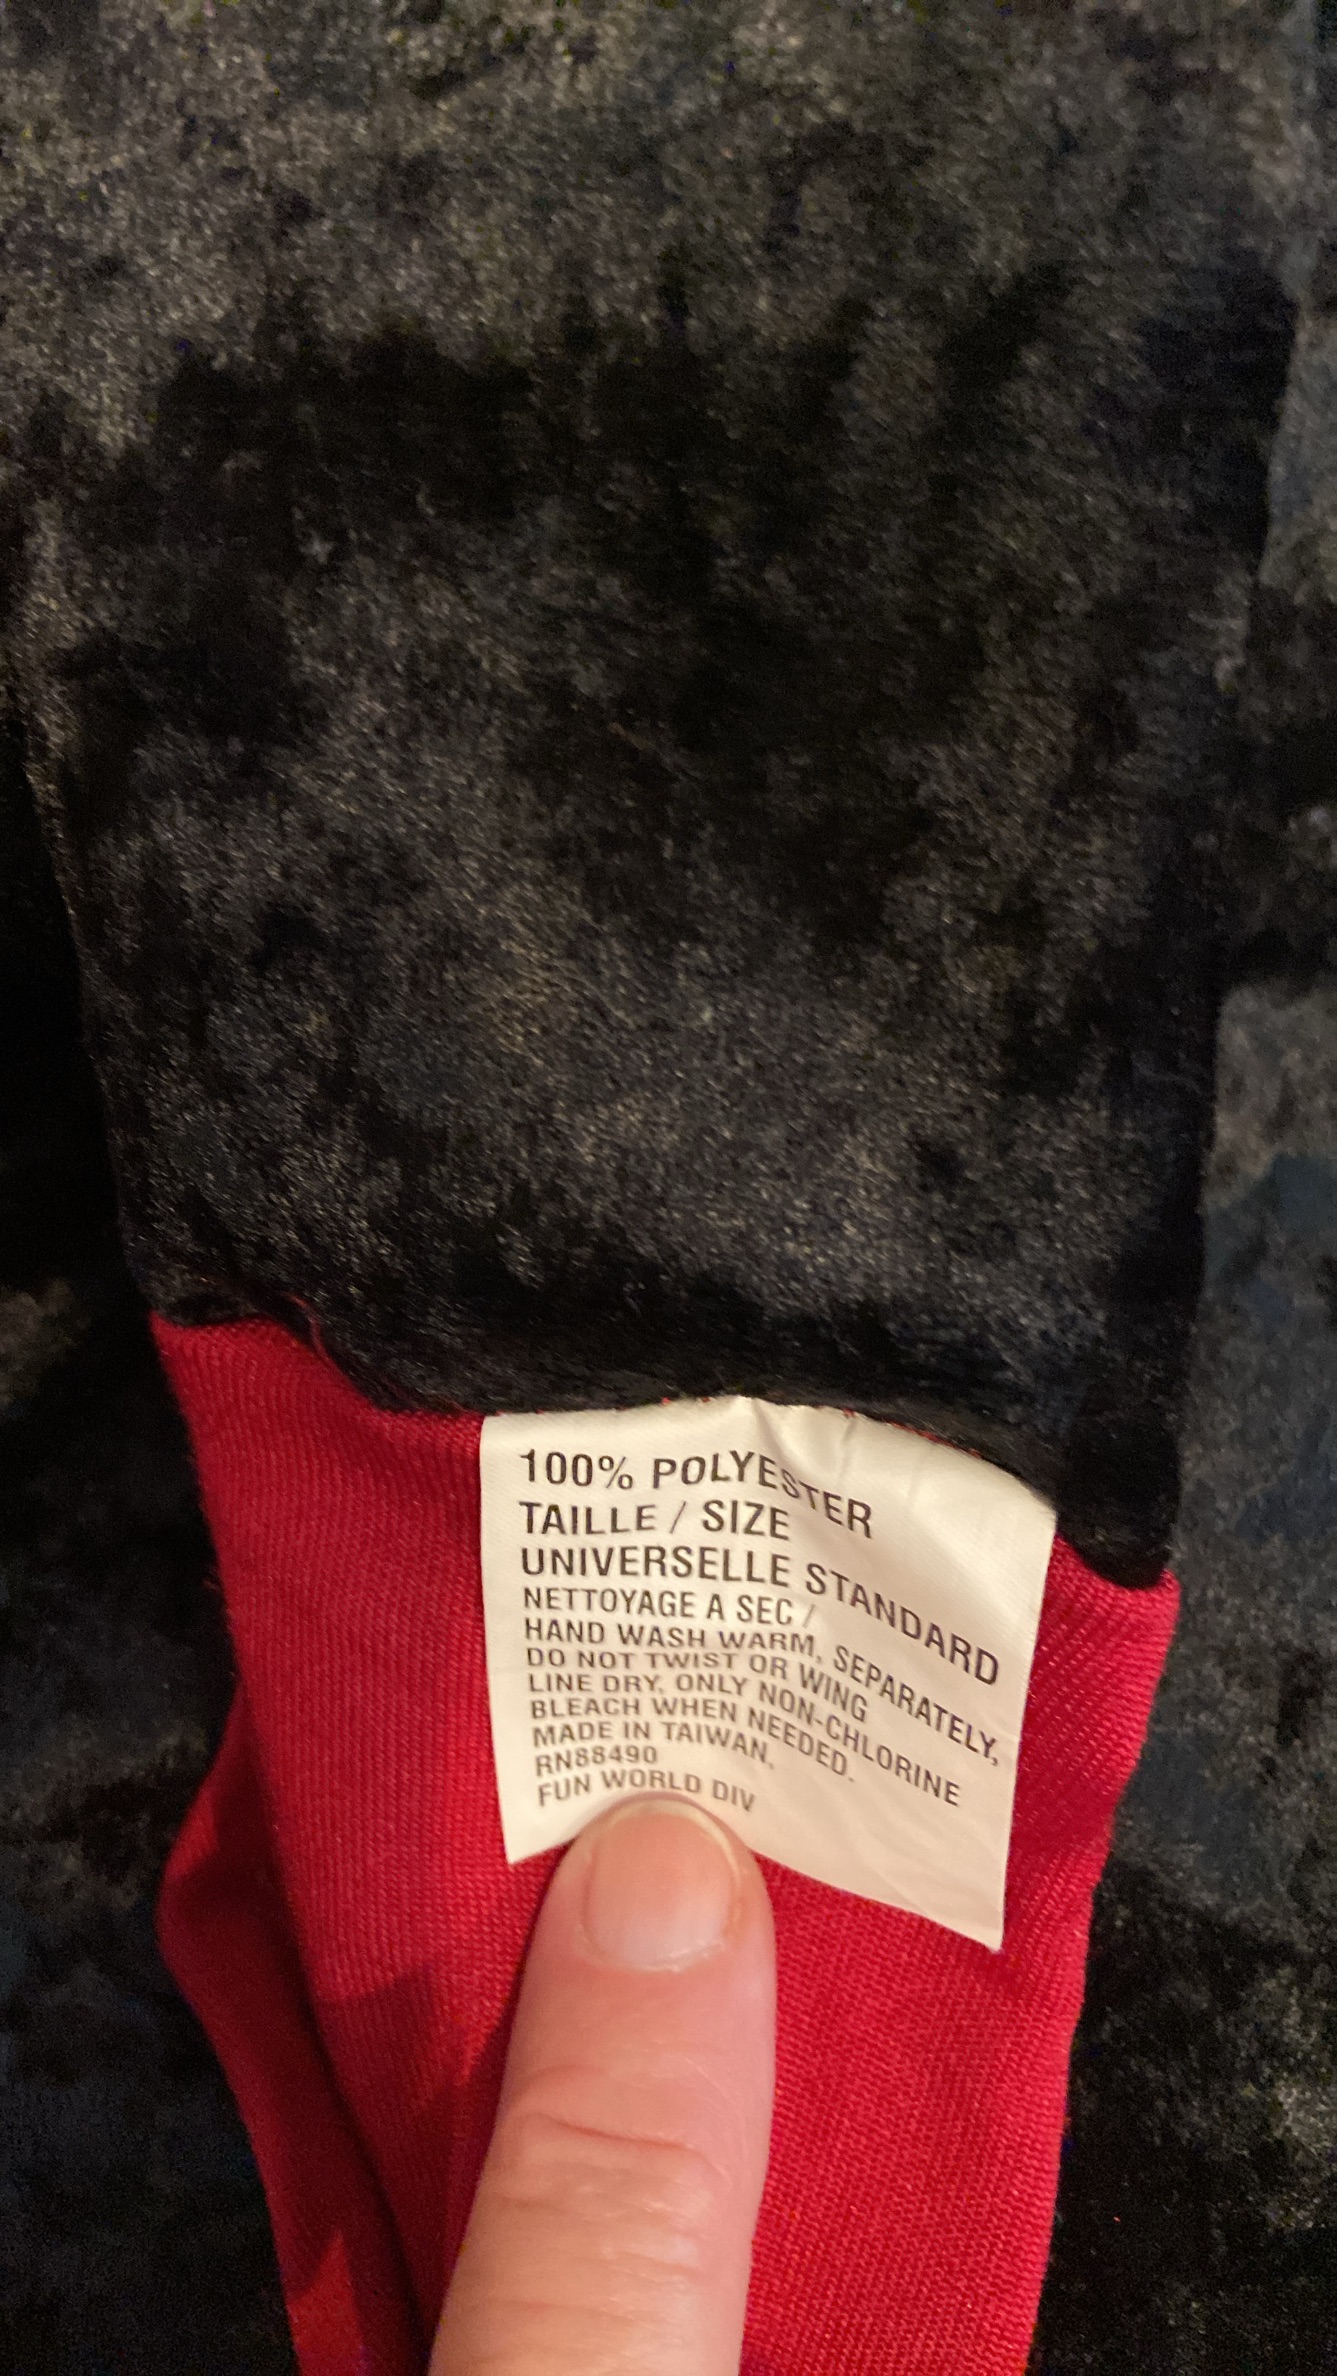 100% POLYESTER
TAILLE / SIZE
UNIVERSELLE STANDARD
NETTOYAGE A SEC /
HAND WASH WARM, SEPARATELY,
DO NOT TWIST OR WING
LINE DRY, ONLY NON-CHLORINE
BLEACH WHEN NEEDED.
MADE IN TAIWAN,
RN88490
FUN WORLD DIV